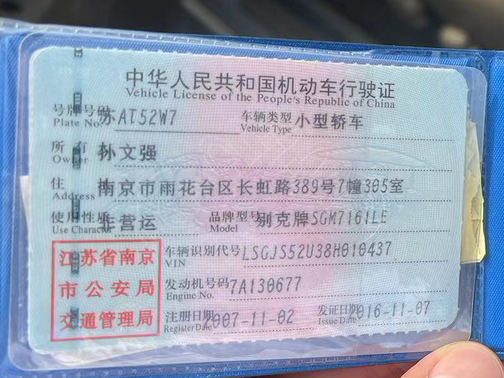 中华人民共和国机动车行驶证
Vehicle License of the People's Republic of China
号牌号码 苏AT52W7 车辆类型 小型轿车
Plate No. Vehicle Type
所有人 孙文强
Owner
住址 南京市雨花台区长虹路389号7幢305室
Address
使用性质 非营运 品牌型号 别克牌SGM7161LE
Use Character Model
江苏省南京
市公安局
交通管理局
车辆识别代号 LSGJS52U38H010437
VIN
发动机号码 7A130677
Engine No.
注册日期 2007-11-02 发证日期 2016-11-07
Register Date Issue Date